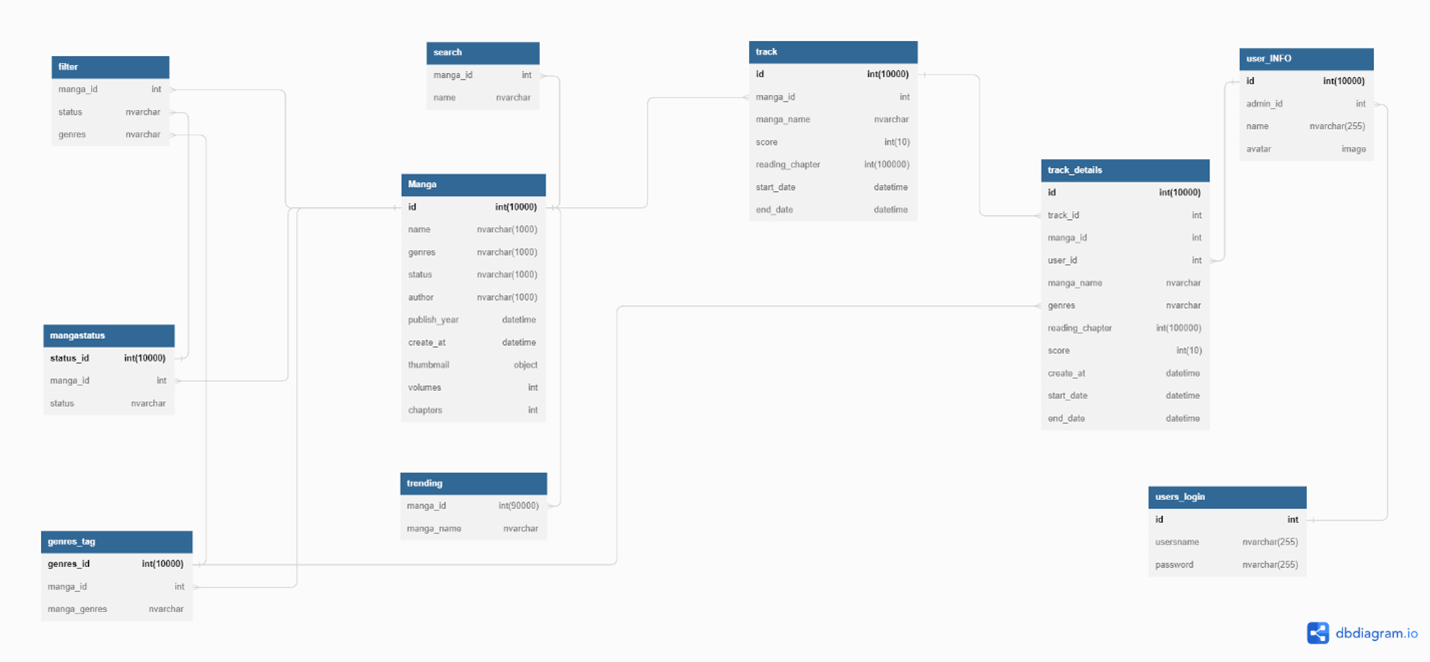 filter
manga_id int
status nvarchar
genres nvarchar
search
manga_id int
name nvarchar
track
id int(10000)
manga_id int
manga_name nvarchar
score int(10)
reading_chapter int(100000)
start_date datetime
end_date datetime
user_INFO
id int(10000)
admin_id int
name nvarchar(255)
avatar image
Manga
id int(10000)
name nvarchar(1000)
genres nvarchar(1000)
status nvarchar(1000)
author nvarchar(1000)
publish_year datetime
create_at datetime
thumbmail object
volumes int
chapters int
track_details
id int(10000)
track_id int
manga_id int
user_id int
manga_name nvarchar
genres nvarchar
reading_chapter int(100000)
score int(10)
create_at datetime
start_date datetime
end_date datetime
mangastatus
status_id int(10000)
manga_id int
status nvarchar
trending
manga_id int(90000)
manga_name nvarchar
users_login
id int
usersname nvarchar(255)
password nvarchar(255)
genres_tag
genres_id int(10000)
manga_id int
manga_genres nvarchar
dbdiagram.io